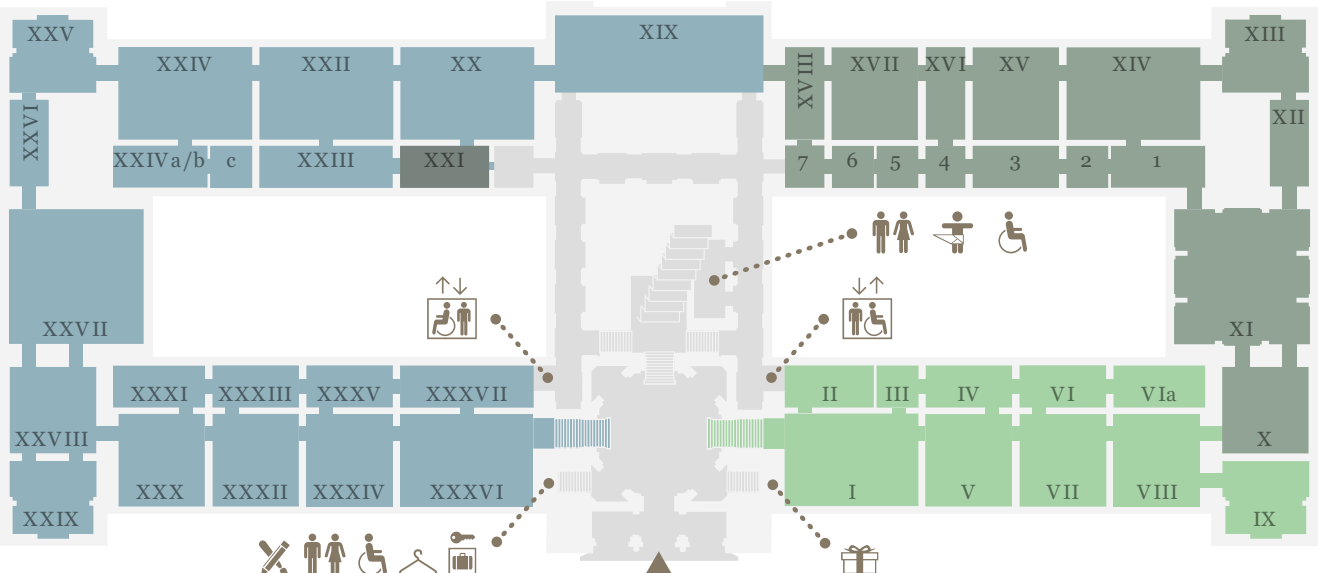 XXV XXIV XXII XX XIX XVIII XVII XVI XV XIV XIII
XXVI XXIVa/b c XXIII XXI 7 6 5 4 3 2 1 XII
XXVII XI
XXXI XXXIII XXXV XXXVII II III IV VI VIa
XXVIII X
XXX XXXII XXXIV XXXVI I V VII VIII
XXIX IX